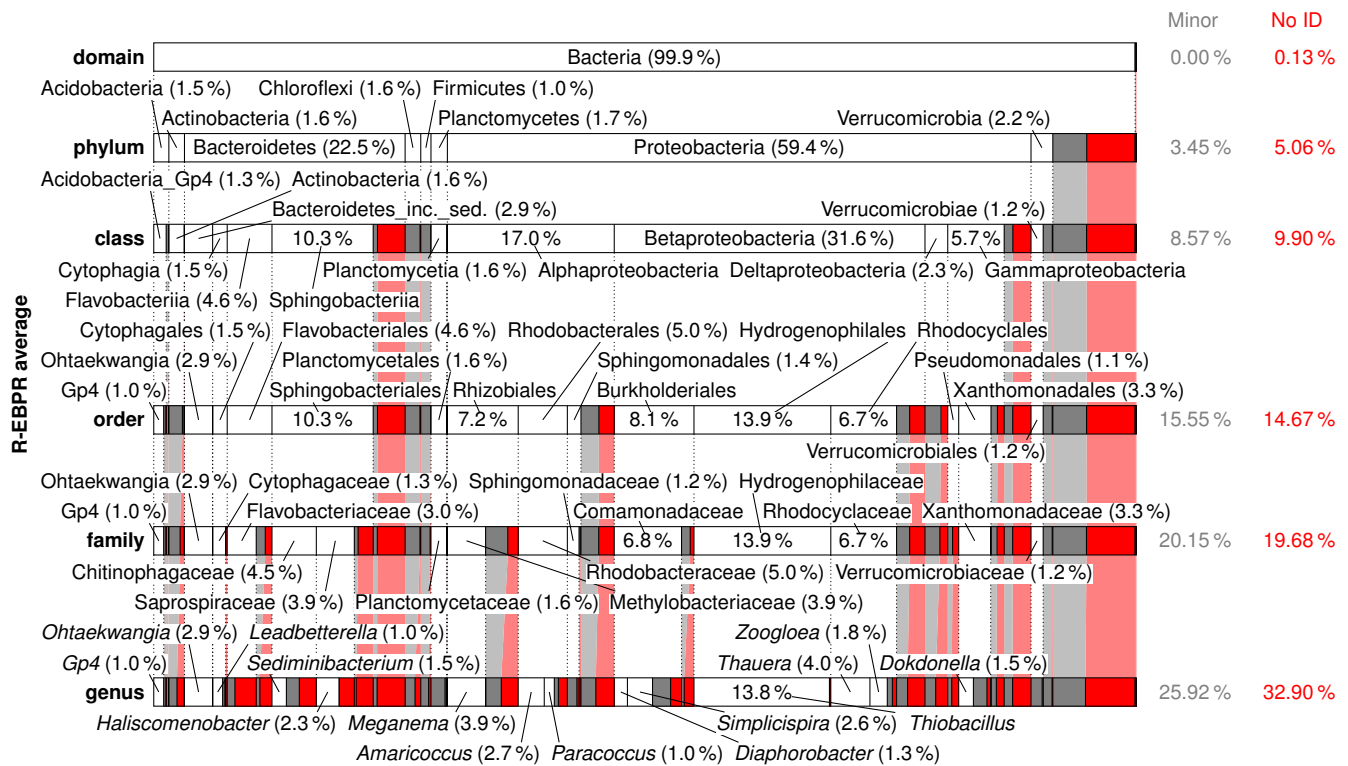 Minor No ID
domain Bacteria (99.9 %) 0.00 % 0.13 %
Acidobacteria (1.5 %) Chloroflexi (1.6 %) Firmicutes (1.0 %)
Actinobacteria (1.6 %) Planctomycetes (1.7 %) Verrucomicrobia (2.2 %)
phylum Bacteroidetes (22.5 %) Proteobacteria (59.4 %) 3.45 % 5.06 %
Acidobacteria_Gp4 (1.3 %) Actinobacteria (1.6 %)
Bacteroidetes_inc._sed. (2.9 %) Verrucomicrobiae (1.2 %)
class 10.3 % 17.0 % Betaproteobacteria (31.6 %) 5.7 % 8.57 % 9.90 %
Cytophagia (1.5 %) Planctomycetia (1.6 %) Alphaproteobacteria Deltaproteobacteria (2.3 %) Gammaproteobacteria
Flavobacteriia (4.6 %) Sphingobacteriia
R-EBPR average
Cytophagales (1.5 %) Flavobacteriales (4.6 %) Rhodobacterales (5.0 %) Hydrogenophilales Rhodocyclales
Ohtaekwangia (2.9 %) Planctomycetales (1.6 %) Sphingomonadales (1.4 %) Pseudomonadales (1.1 %)
Gp4 (1.0 %) Sphingobacteriales Rhizobiales Burkholderiales Xanthomonadales (3.3 %)
order 10.3 % 7.2 % 8.1 % 13.9 % 6.7 % 15.55 % 14.67 %
Verrucomicrobiales (1.2 %)
Ohtaekwangia (2.9 %) Cytophagaceae (1.3 %) Sphingomonadaceae (1.2 %) Hydrogenophilaceae
Gp4 (1.0 %) Flavobacteriaceae (3.0 %) Comamonadaceae Rhodocyclaceae Xanthomonadaceae (3.3 %)
family 6.8 % 13.9 % 6.7 % 20.15 % 19.68 %
Chitinophagaceae (4.5 %) Rhodobacteraceae (5.0 %) Verrucomicrobiaceae (1.2 %)
Saprospiraceae (3.9 %) Planctomycetaceae (1.6 %) Methylobacteriaceae (3.9 %)
Ohtaekwangia (2.9 %) Leadbetterella (1.0 %) Zoogloea (1.8 %)
Gp4 (1.0 %) Sediminibacterium (1.5 %) Thauera (4.0 %) Dokdonella (1.5 %)
genus 13.8 % 25.92 % 32.90 %
Haliscomenobacter (2.3 %) Meganema (3.9 %) Simplicispira (2.6 %) Thiobacillus
Amaricoccus (2.7 %) Paracoccus (1.0 %) Diaphorobacter (1.3 %)